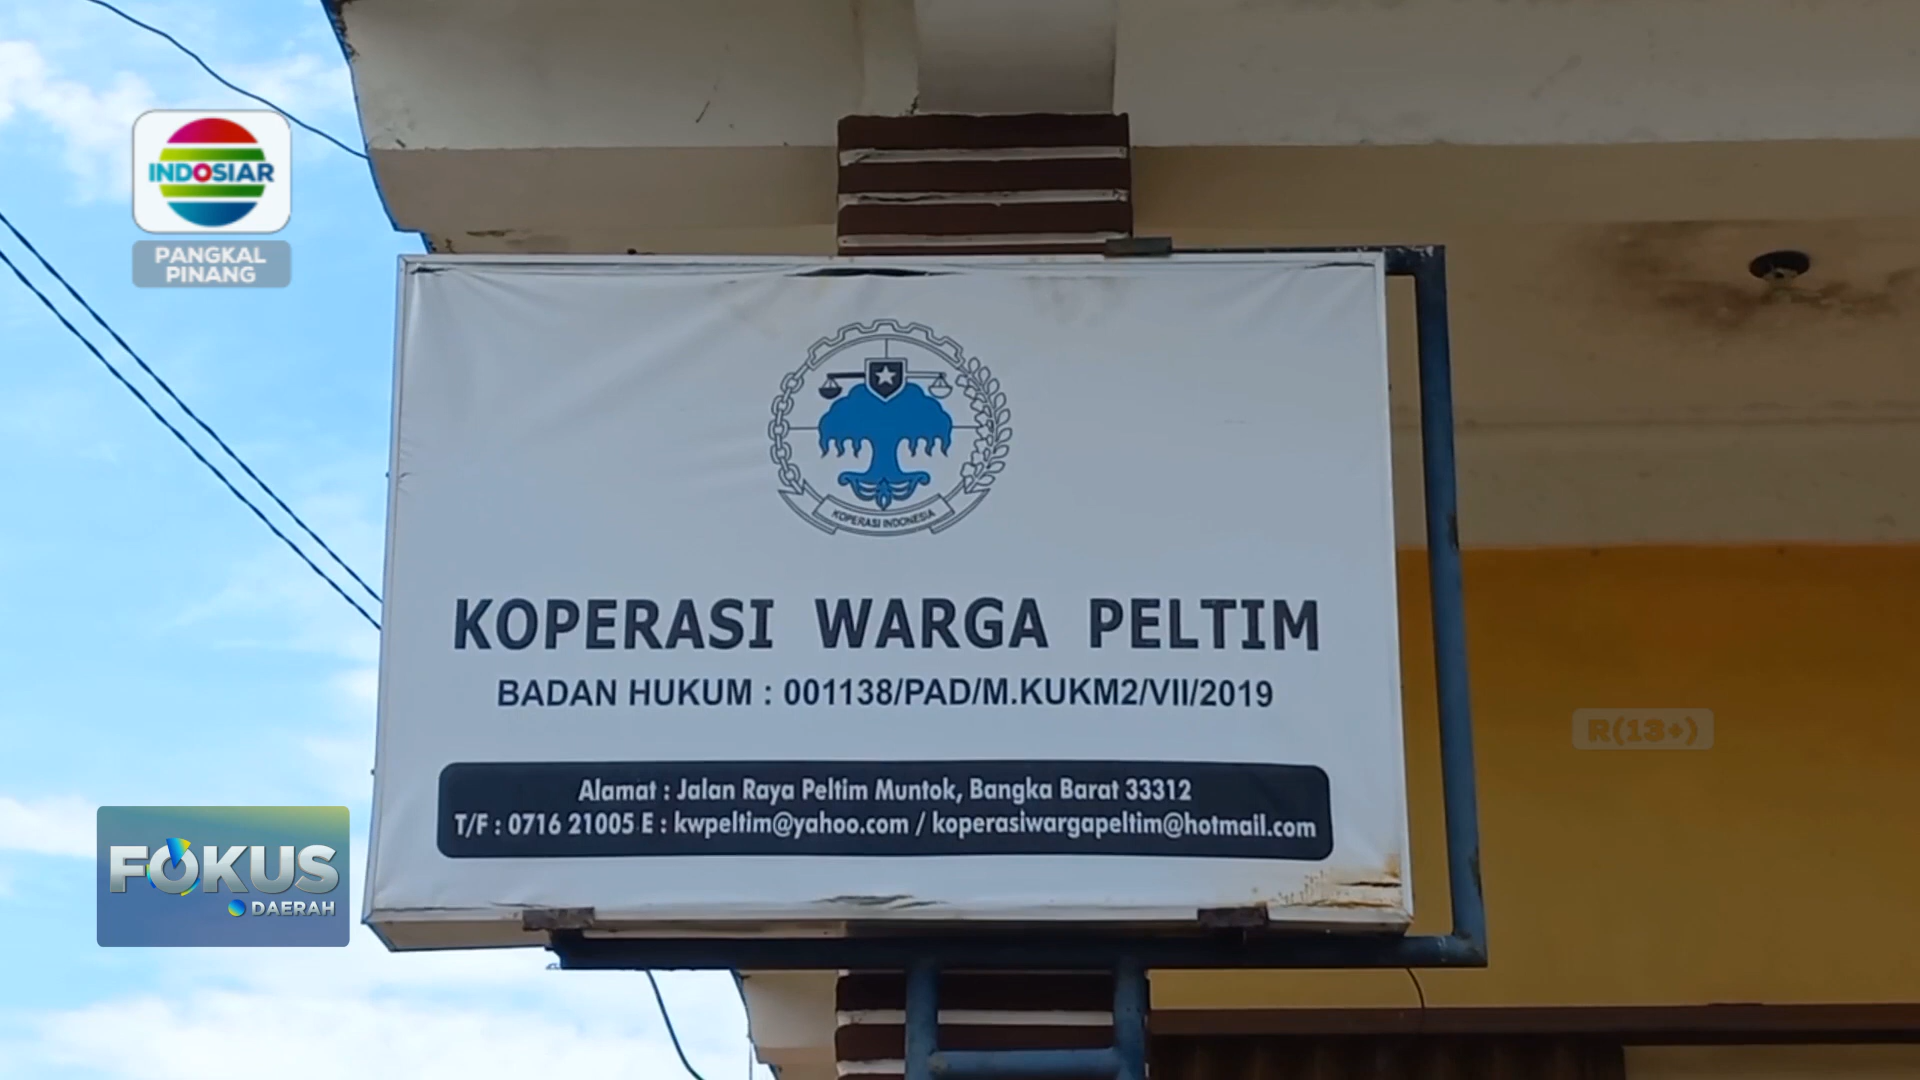 INDOSIAR
PANGKAL
PINANG
KOPERASI INDONESIA
KOPERASI WARGA PELTIM
BADAN HUKUM : 001138/PAD/M.KUKM2/VII/2019
R(13+)
Alamat : Jalan Raya Peltim Muntok, Bangka Barat 33312
T/F : 0716 21005 E : kwpeltim@yahoo.com / koperasiwargapeltim@hotmail.com
FOKUS
DAERAH